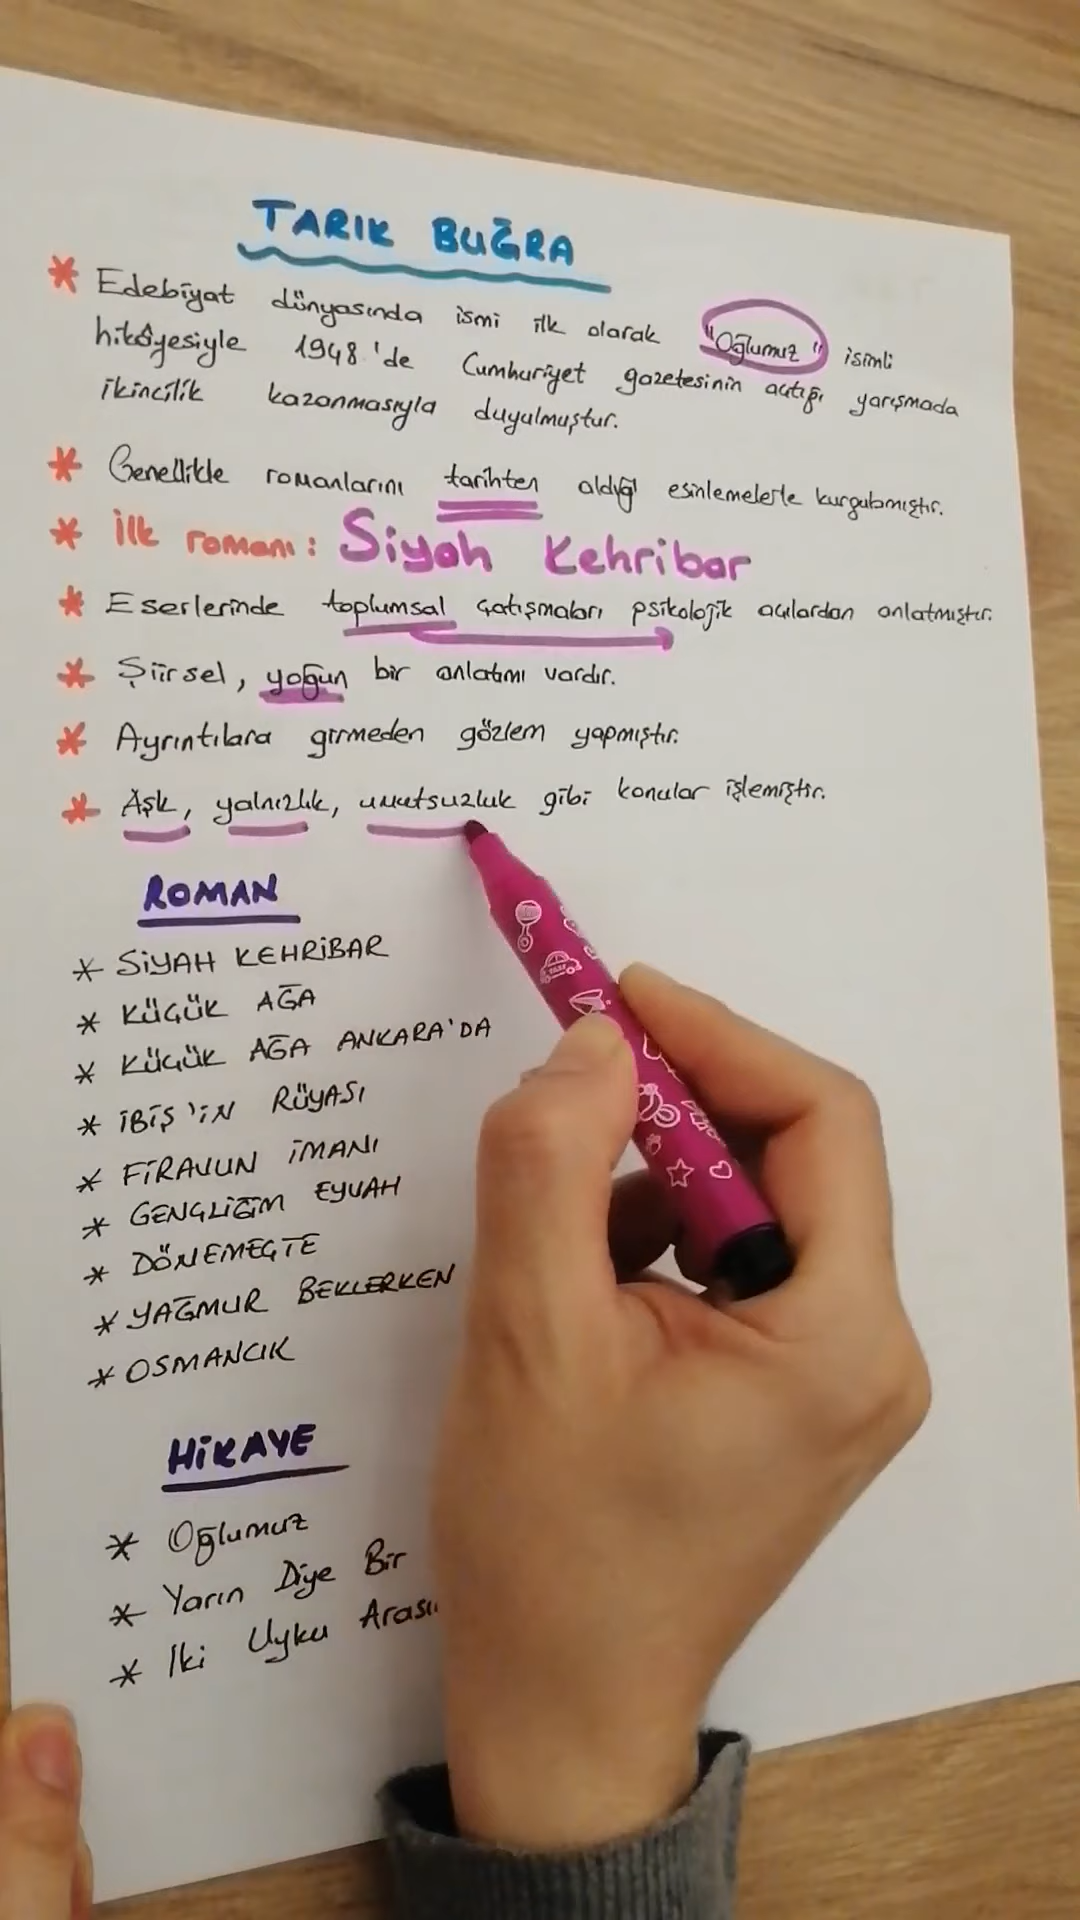 TARIK BUĞRA
* Edebiyat dünyasında ismi ilk olarak "Oğlumuz" isimli
hikâyesiyle 1948'de Cumhuriyet gazetesinin açtığı yarışmada
ikincilik kazanmasıyla duyulmuştur.
* Genellikle romanlarını tarihten aldığı esinlemelerle kurgulamıştır.
* İlk romanı: Siyah Kehribar
* Eserlerinde toplumsal çatışmaları psikolojik açılardan anlatmıştır.
* Şiirsel, yoğun bir anlatımı vardır.
* Ayrıntılara girmeden gözlem yapmıştır.
* Aşk, yalnızlık, umutsuzluk gibi konular işlemiştir.
ROMAN
* SİYAH KEHRİBAR
* KÜÇÜK AĞA
* KÜÇÜK AĞA ANKARA'DA
* İBİŞ'İN RÜYASI
* FİRAVUN İMANI
* GENÇLİĞİM EYVAH
* DÖNEMEÇTE
* YAĞMUR BEKLERKEN
* OSMANCIK
HİKAYE
* Oğlumuz
* Yarın Diye Bir
* İki Uyku Arası
TAXI